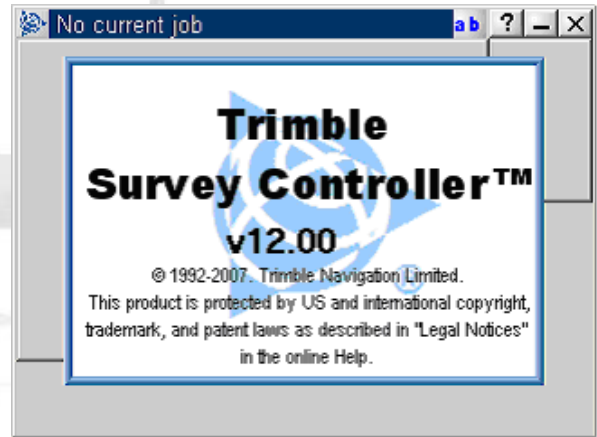 No current job
ab ?
Trimble
Survey Controller™
v12.00
© 1992-2007. Trimble Navigation Limited.
This product is protected by US and international copyright,
trademark, and patent laws as described in "Legal Notices"
in the online Help.